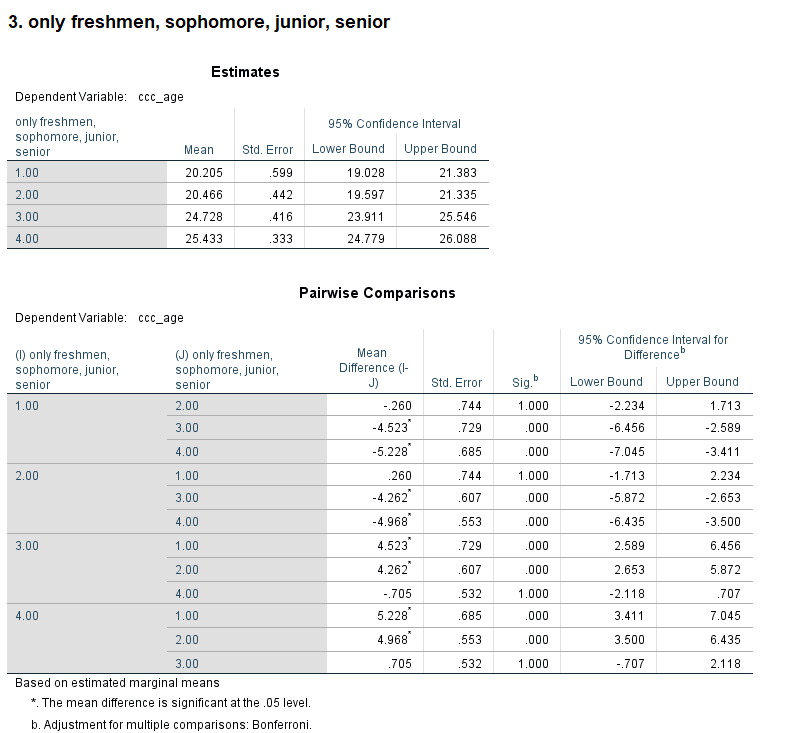 3. only freshmen, sophomore, junior, senior
Estimates
Dependent Variable: ccc_age
only freshmen, sophomore, junior, senior Mean Std. Error 95% Confidence Interval Lower Bound Upper Bound
1.00 20.205 .599 19.028 21.383
2.00 20.466 .442 19.597 21.335
3.00 24.728 .416 23.911 25.546
4.00 25.433 .333 24.779 26.088
Pairwise Comparisons
Dependent Variable: ccc_age
(I) only freshmen, sophomore, junior, senior (J) only freshmen, sophomore, junior, senior Mean Difference (I-J) Std. Error Sig.b 95% Confidence Interval for Differenceb Lower Bound Upper Bound
1.00 2.00 -.260 .744 1.000 -2.234 1.713
3.00 -4.523* .729 .000 -6.456 -2.589
4.00 -5.228* .685 .000 -7.045 -3.411
2.00 1.00 .260 .744 1.000 -1.713 2.234
3.00 -4.262* .607 .000 -5.872 -2.653
4.00 -4.968* .553 .000 -6.435 -3.500
3.00 1.00 4.523* .729 .000 2.589 6.456
2.00 4.262* .607 .000 2.653 5.872
4.00 -.705 .532 1.000 -2.118 .707
4.00 1.00 5.228* .685 .000 3.411 7.045
2.00 4.968* .553 .000 3.500 6.435
3.00 .705 .532 1.000 -.707 2.118
Based on estimated marginal means
*. The mean difference is significant at the .05 level.
b. Adjustment for multiple comparisons: Bonferroni.